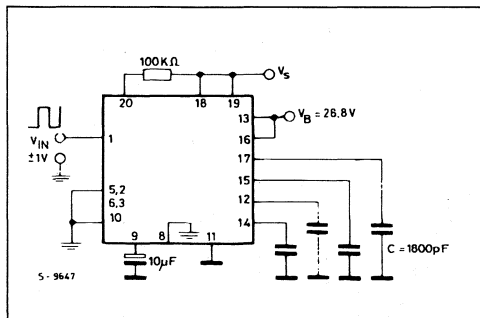 100KΩ
Vs
20
18
19
13
VB = 26.8V
VIN
±1V
1
16
17
5,2
6,3
10
15
12
14
9
8
11
10μF
C = 1800pF
S - 9647